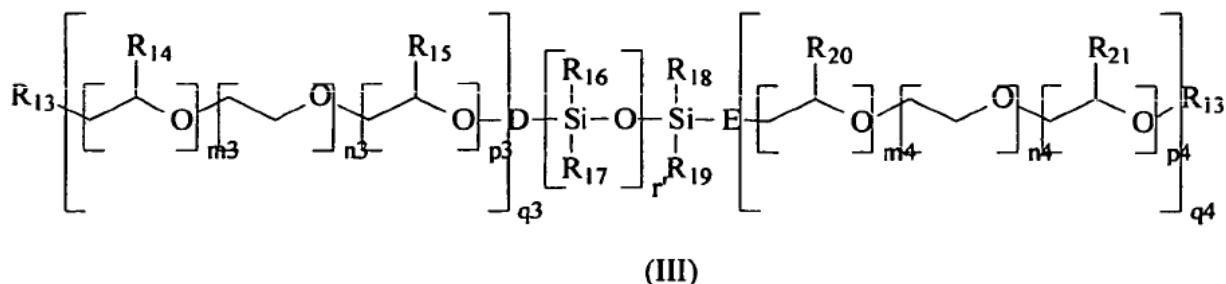 R14 R15 R16 R18 R20 R21
R13 O m3 O n3 O p3 D Si O Si E O m4 O n4 O p4 R13
R17 r' R19
q3 q4
(III)